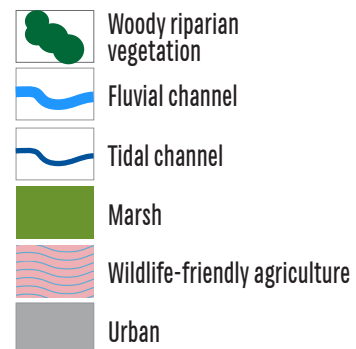 Woody riparian
vegetation
Fluvial channel
Tidal channel
Marsh
Wildlife-friendly agriculture
Urban